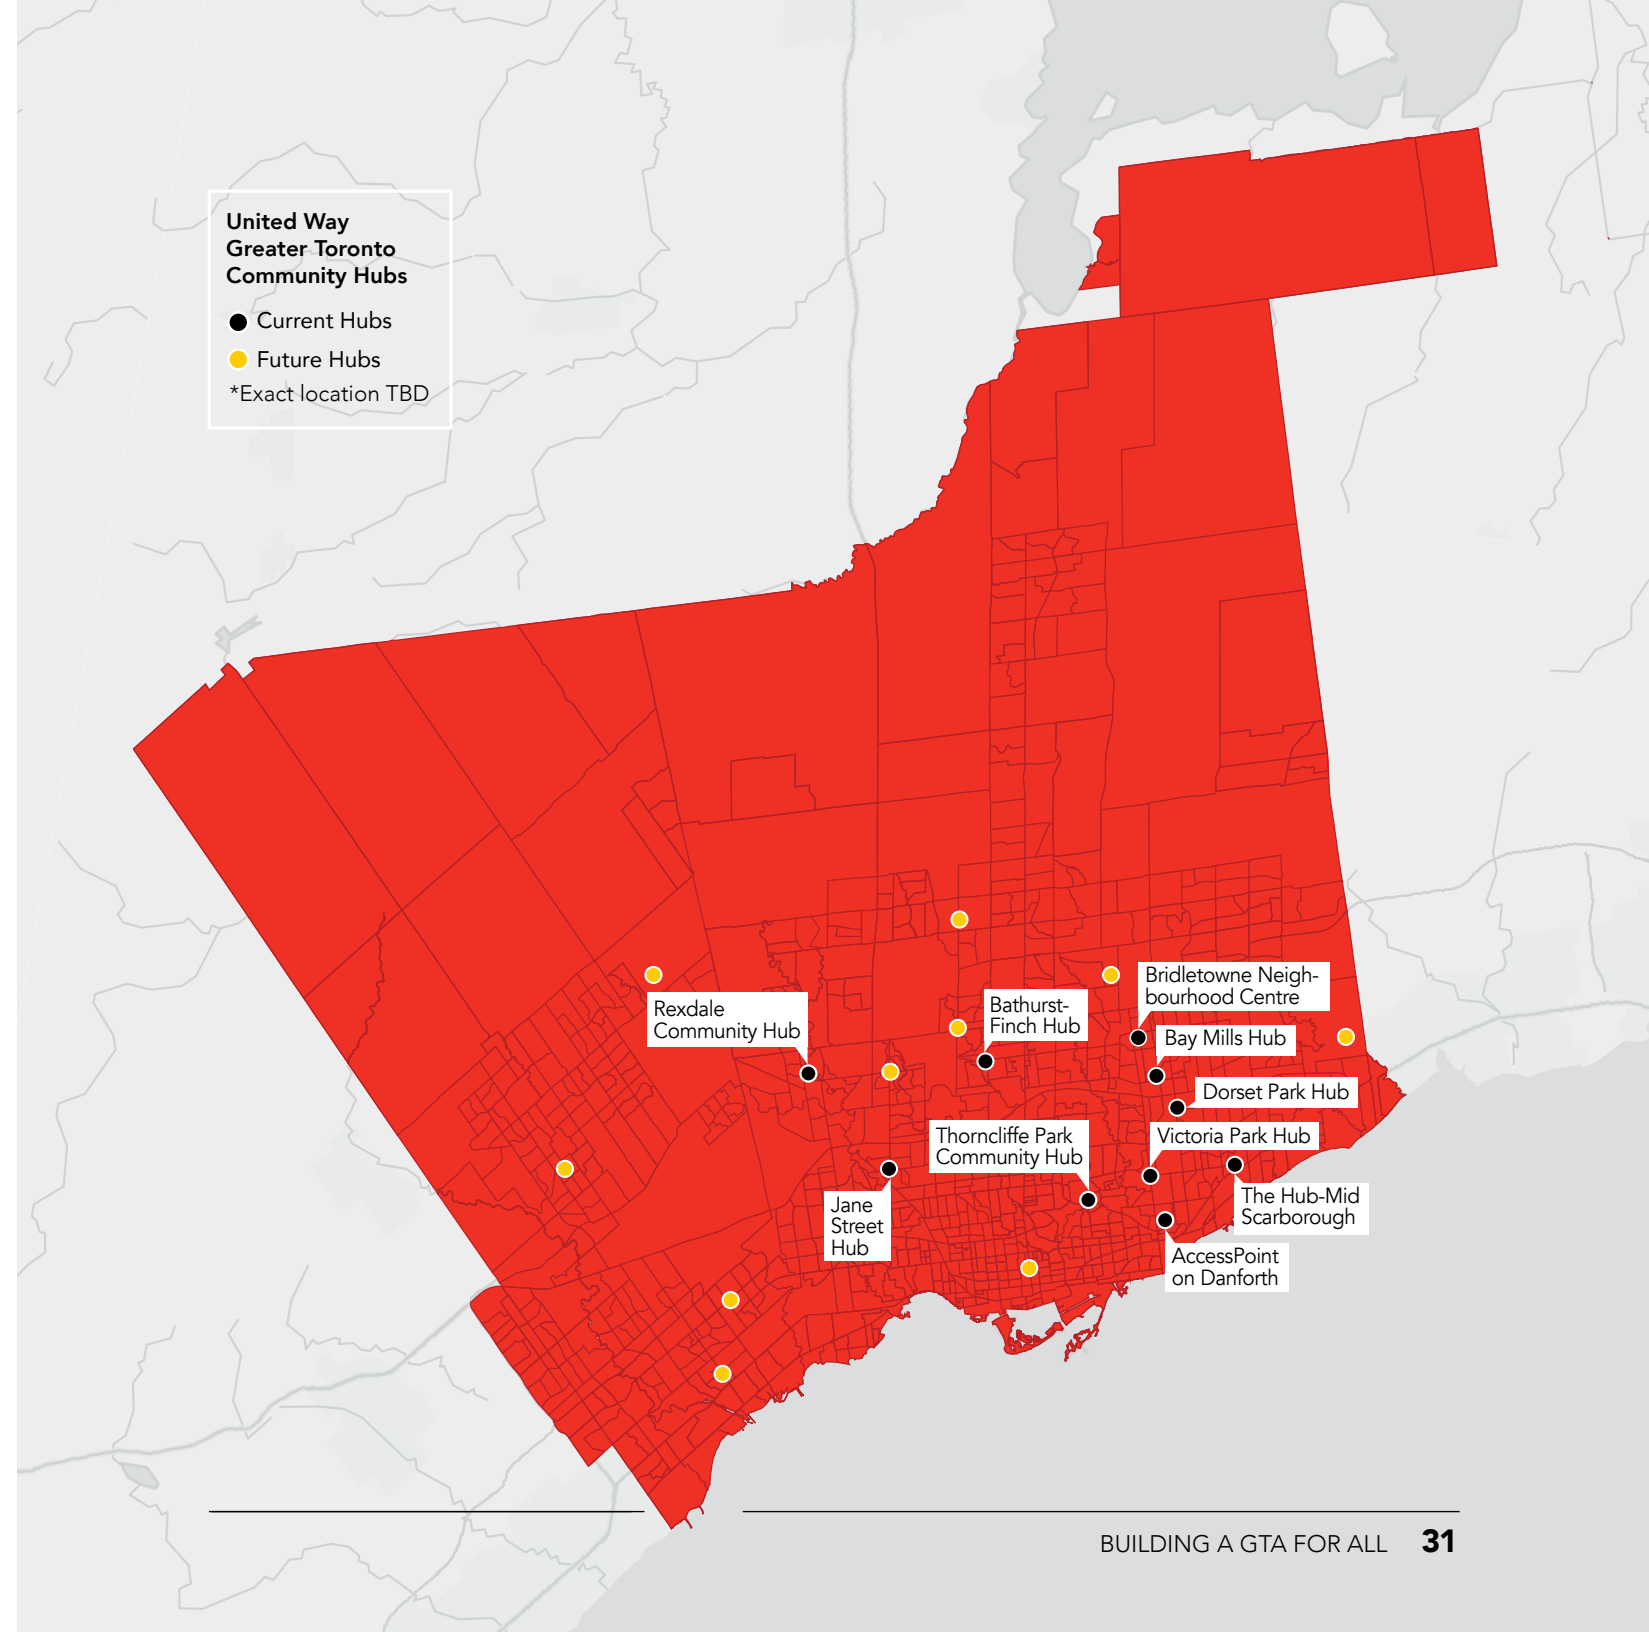 United Way
Greater Toronto
Community Hubs
Current Hubs
Future Hubs
*Exact location TBD
Bridletowne Neigh-
bourhood Centre
Rexdale
Community Hub
Bathurst-
Finch Hub
Bay Mills Hub
Dorset Park Hub
Thorncliffe Park
Community Hub
Victoria Park Hub
Jane
Street
Hub
The Hub-Mid
Scarborough
AccessPoint
on Danforth
BUILDING A GTA FOR ALL 31